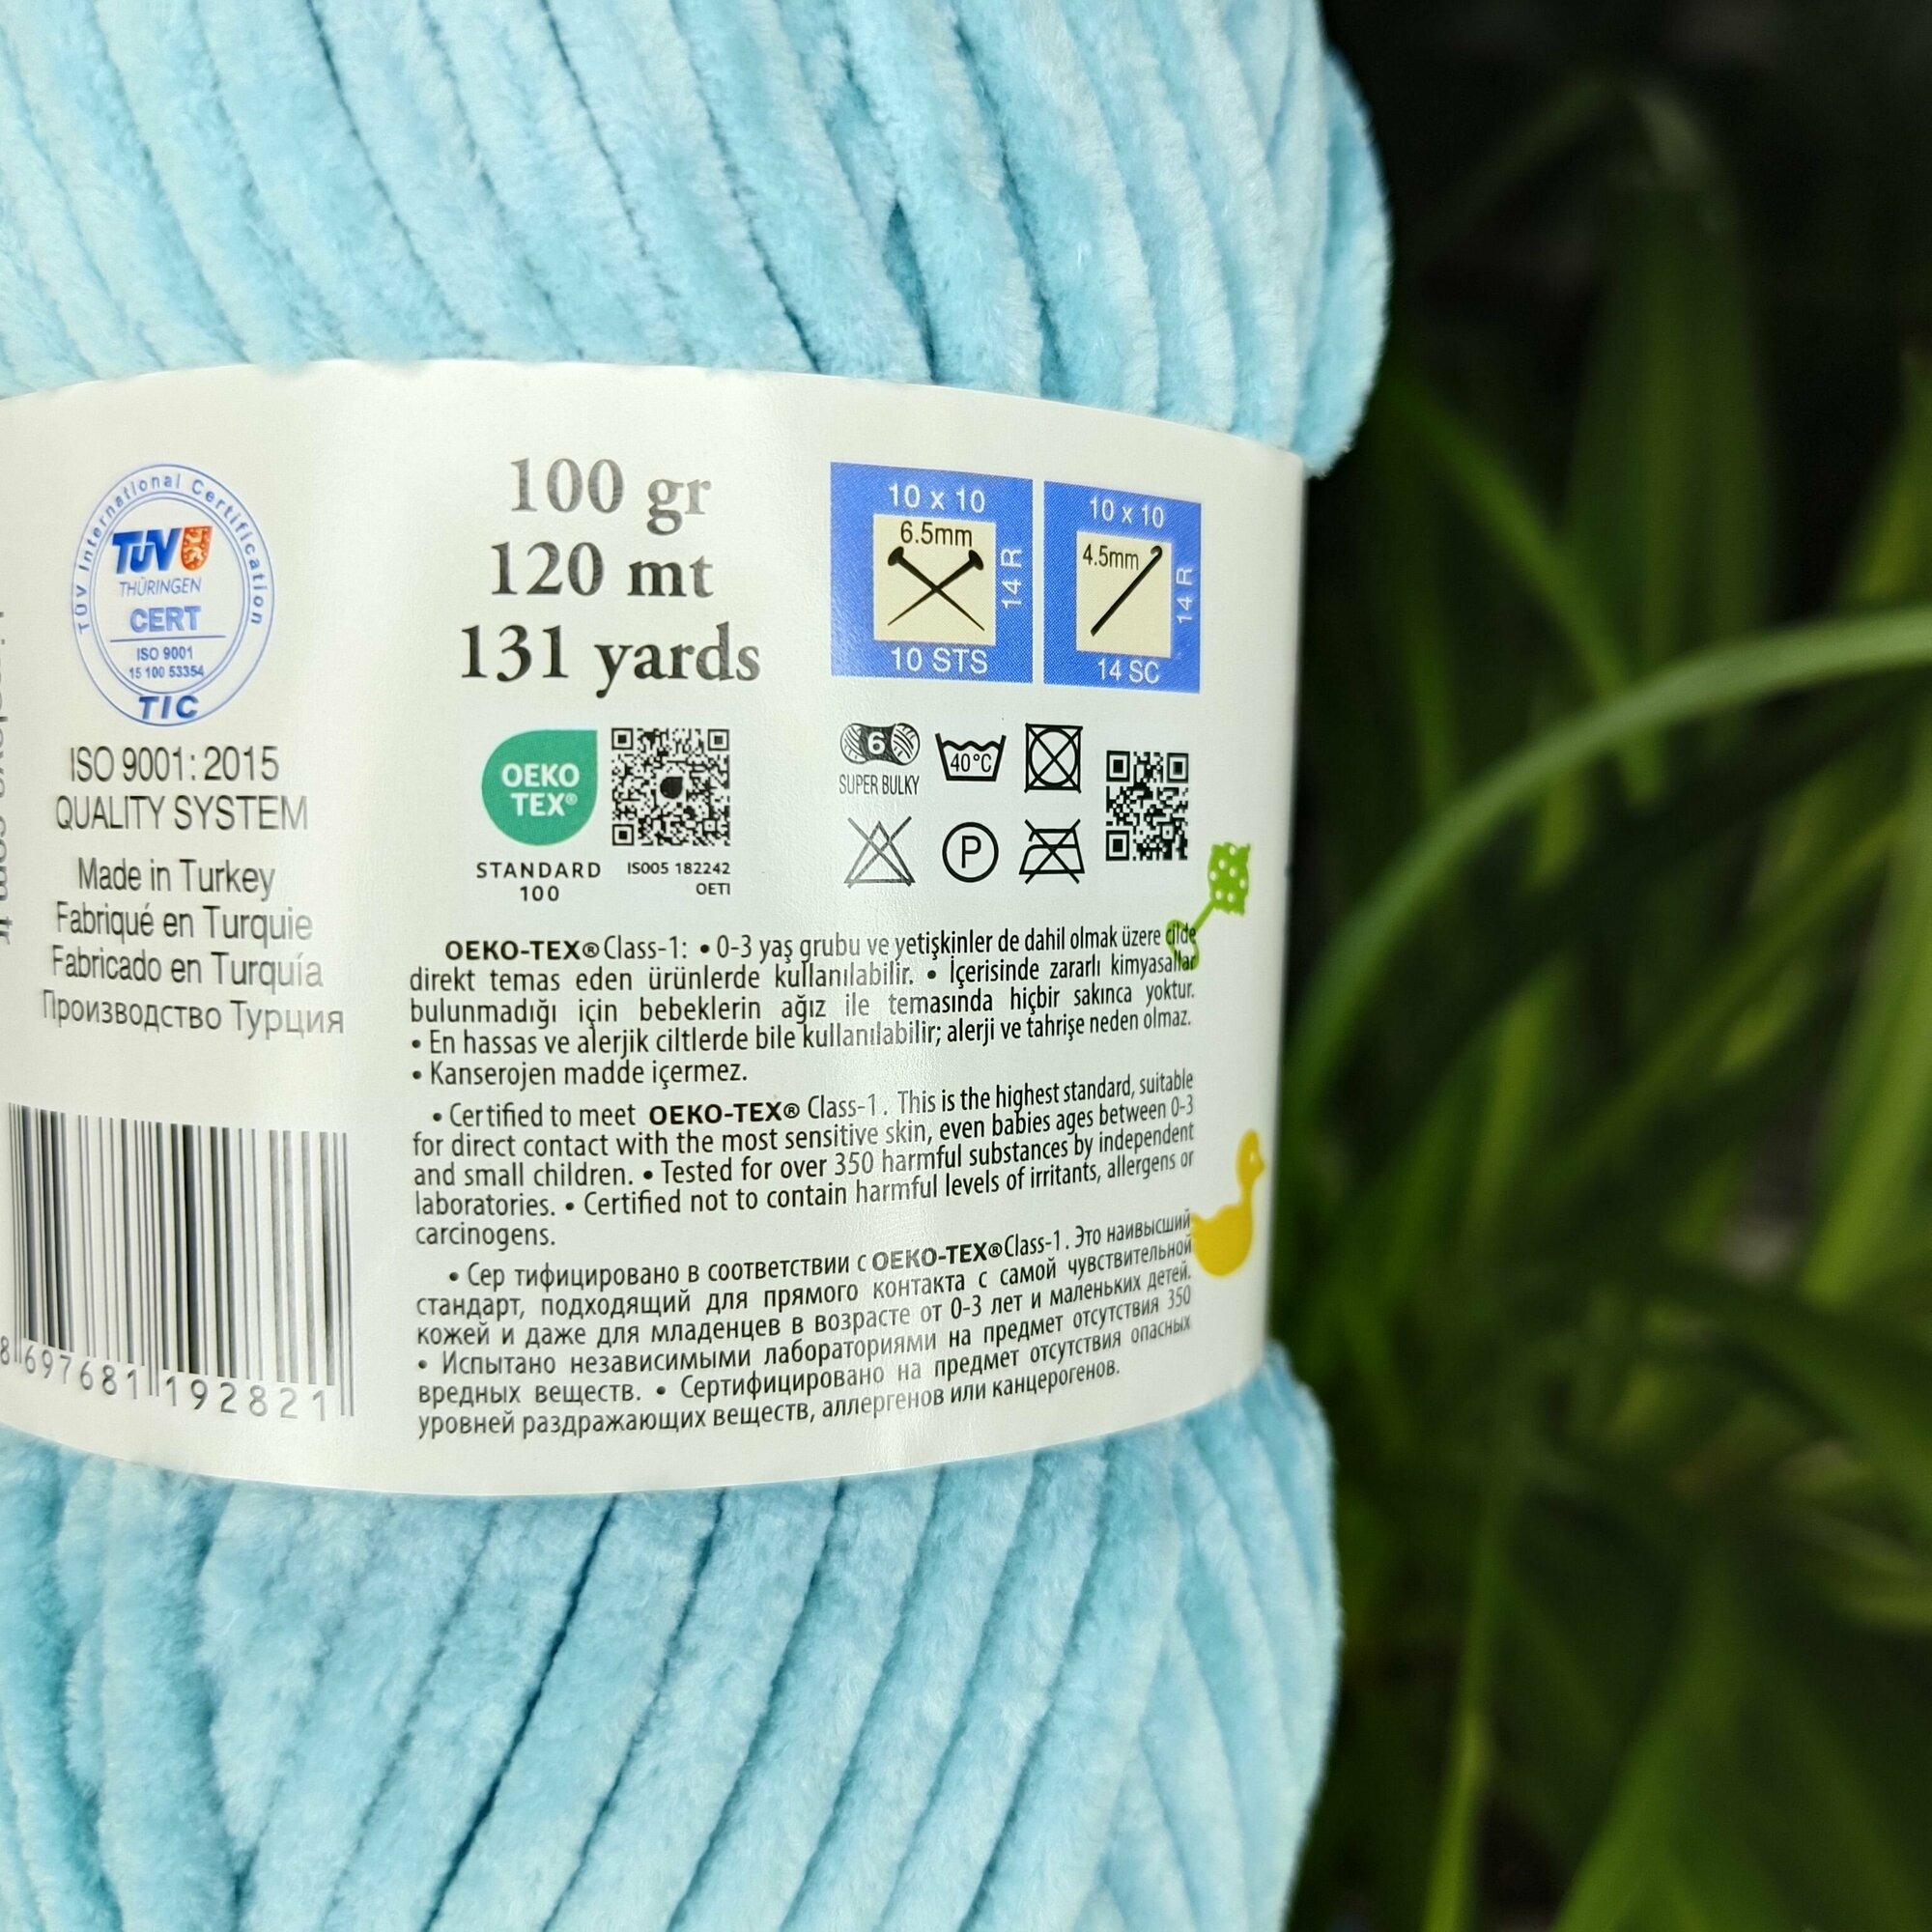 TÜV International Certification
TÜV
THÜRINGEN
CERT
ISO 9001
15 100 53354
TIC
ISO 9001: 2015
QUALITY SYSTEM
Made in Turkey
Fabriqué en Turquie
Fabricado en Turquía
Производство Турция
8 697681 192821
100 gr
120 mt
131 yards
10 x 10
6.5mm
14 R
10 STS
10 x 10
4.5mm
14 R
14 SC
OEKO
TEX®
STANDARD
100
IS005 182242
OETI
6
SUPER BULKY
40°C
P
OEKO-TEX® Class-1: • 0-3 yaş grubu ve yetişkinler de dahil olmak üzere cilde
direkt temas eden ürünlerde kullanılabilir. • İçerisinde zararlı kimyasallar
bulunmadığı için bebeklerin ağız ile temasında hiçbir sakınca yoktur.
• En hassas ve alerjik ciltlerde bile kullanılabilir; alerji ve tahrişe neden olmaz.
• Kanserojen madde içermez.
• Certified to meet OEKO-TEX® Class-1. This is the highest standard, suitable
for direct contact with the most sensitive skin, even babies ages between 0-3
and small children. • Tested for over 350 harmful substances by independent
laboratories. • Certified not to contain harmful levels of irritants, allergens or
carcinogens.
• Сер тифицировано в соответствии с OEKO-TEX® Class-1. Это наивысший
стандарт, подходящий для прямого контакта с самой чувствительной
кожей и даже для младенцев в возрасте от 0-3 лет и маленьких детей.
• Испытано независимыми лабораториями на предмет отсутствия 350
вредных веществ. • Сертифицировано на предмет отсутствия опасных
уровней раздражающих веществ, аллергенов или канцерогенов.